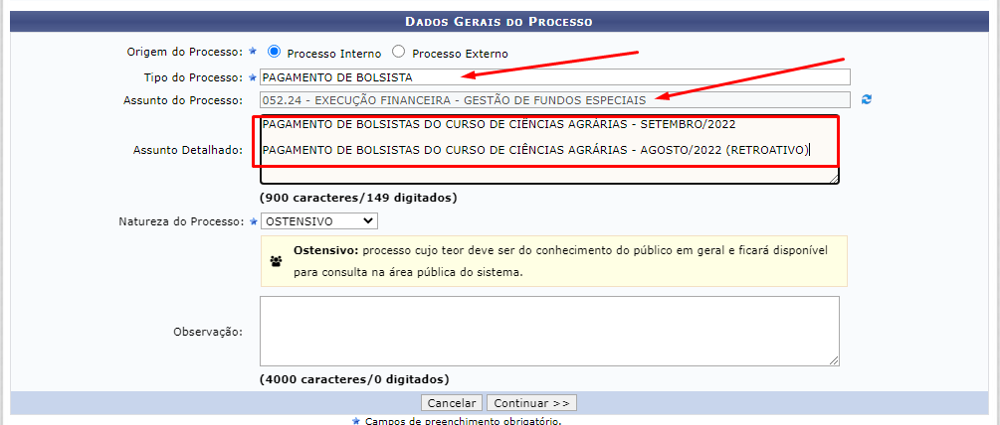 DADOS GERAIS DO PROCESSO
Origem do Processo: Processo Interno Processo Externo
Tipo do Processo: PAGAMENTO DE BOLSISTA
Assunto do Processo: 052.24 - EXECUÇÃO FINANCEIRA - GESTÃO DE FUNDOS ESPECIAIS
PAGAMENTO DE BOLSISTAS DO CURSO DE CIÊNCIAS AGRÁRIAS - SETEMBRO/2022
Assunto Detalhado: PAGAMENTO DE BOLSISTAS DO CURSO DE CIÊNCIAS AGRÁRIAS - AGOSTO/2022 (RETROATIVO)
(900 caracteres/149 digitados)
Natureza do Processo: OSTENSIVO
Ostensivo: processo cujo teor deve ser do conhecimento do público em geral e ficará disponível
para consulta na área pública do sistema.
Observação:
(4000 caracteres/0 digitados)
Cancelar Continuar >>
Campos de preenchimento obrigatório.